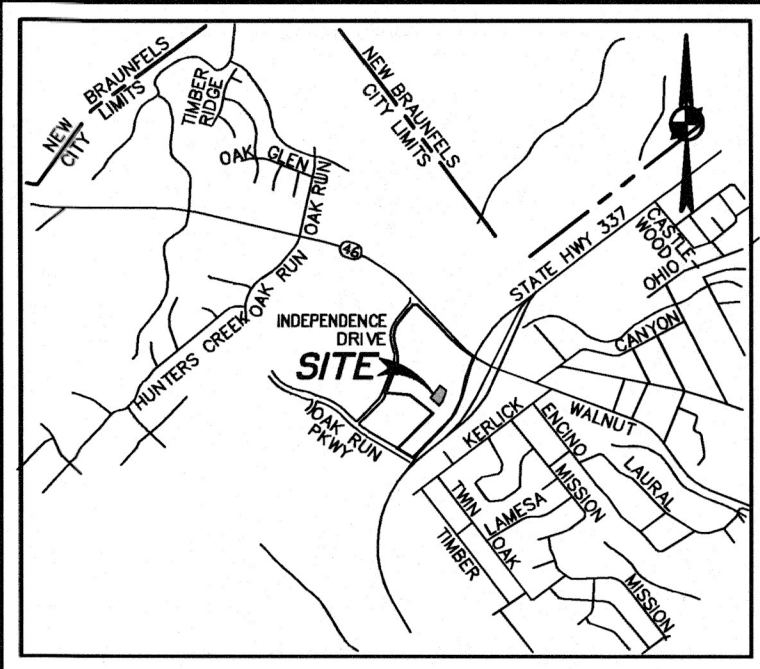 NEW BRAUNFELS
CITY LIMITS
TIMBER
RIDGE
OAK GLEN
OAK RUN
NEW BRAUNFELS
CITY LIMITS
46
STATE HWY 337
CASTLE
WOOD
OHIO
CANYON
HUNTERS CREEK
OAK RUN
INDEPENDENCE
DRIVE
SITE
OAK RUN
PKWY
KERLICK
WALNUT
ENCINO
MISSION
LAURAL
TWIN
OAK
LAMESA
TIMBER
MISSION